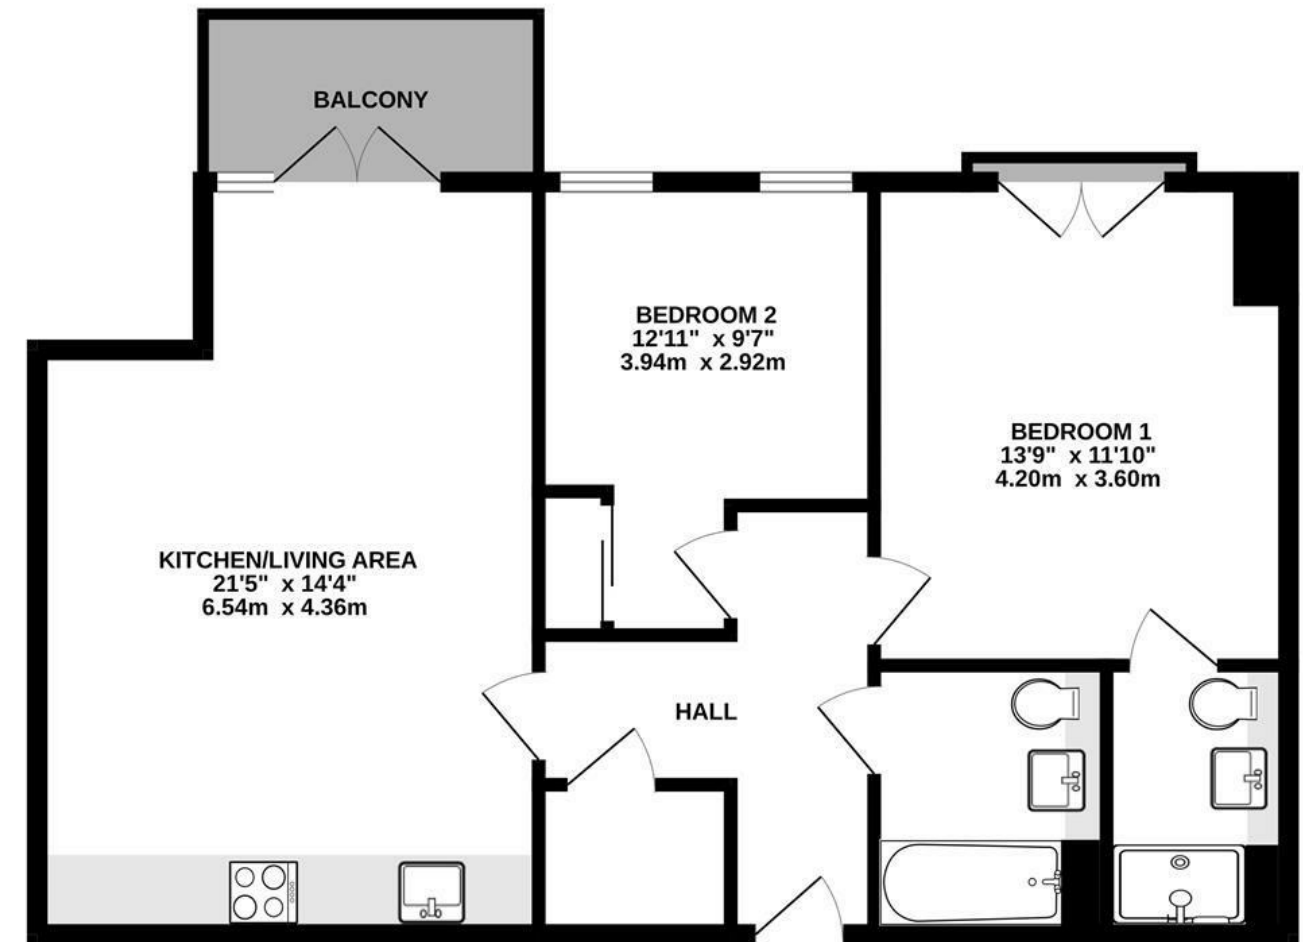 BALCONY
BEDROOM 2
12'11" x 9'7"
3.94m x 2.92m
BEDROOM 1
13'9" x 11'10"
4.20m x 3.60m
KITCHEN/LIVING AREA
21'5" x 14'4"
6.54m x 4.36m
HALL